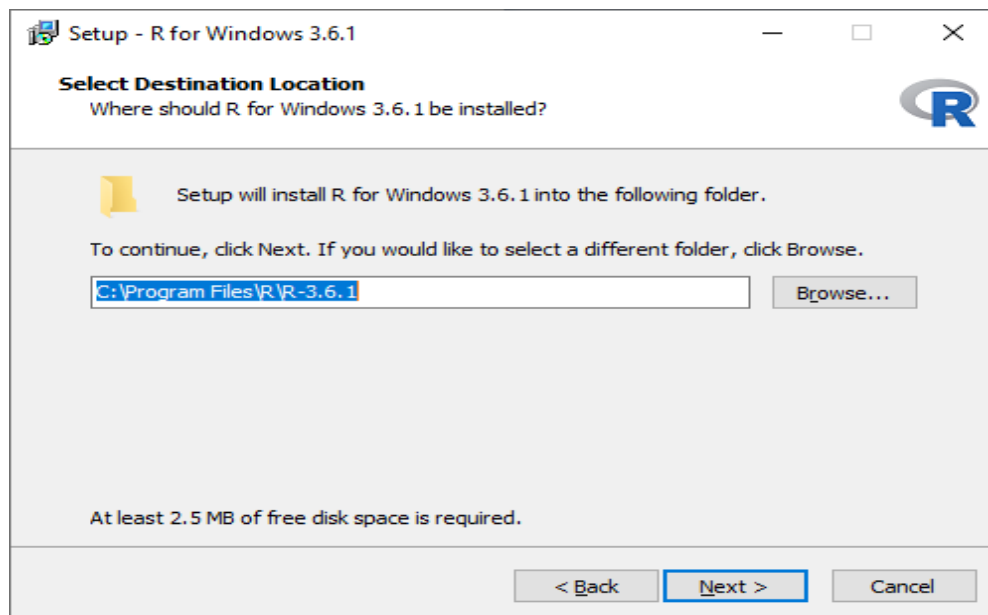 Setup - R for Windows 3.6.1
Select Destination Location
Where should R for Windows 3.6.1 be installed?
R
Setup will install R for Windows 3.6.1 into the following folder.
To continue, click Next. If you would like to select a different folder, click Browse.
C:\Program Files\R\R-3.6.1 Browse...
At least 2.5 MB of free disk space is required.
< Back Next > Cancel